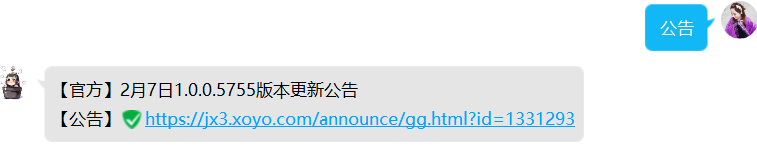 公告
【官方】2月7日1.0.0.5755版本更新公告
【公告】https://jx3.xoyo.com/announce/gg.html?id=1331293